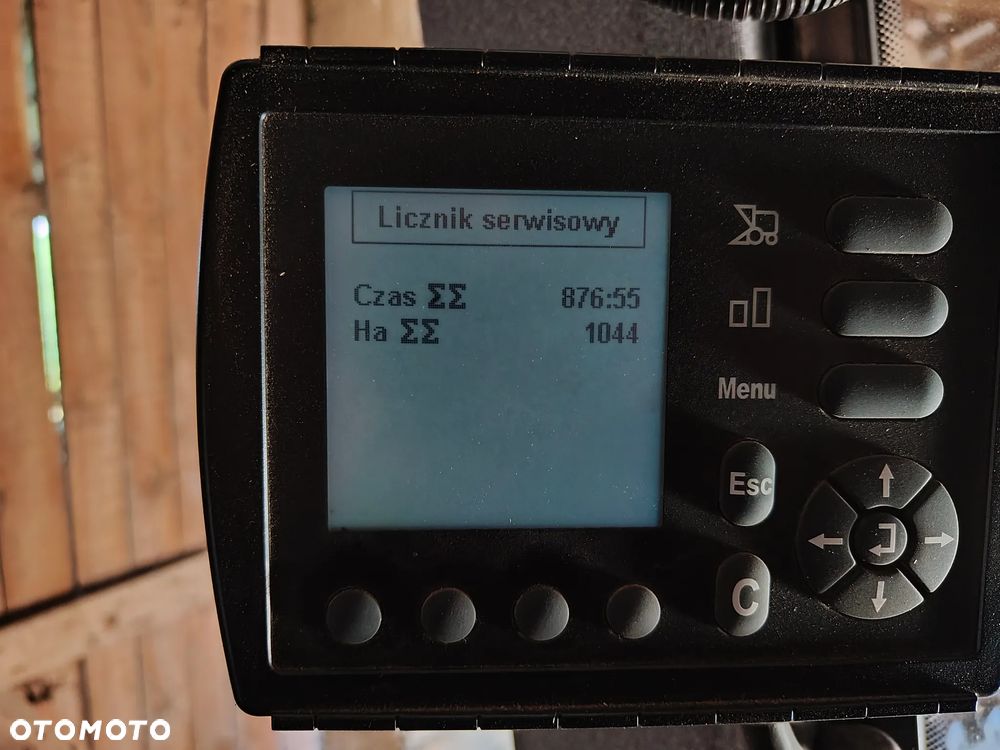 Licznik serwisowy
Czas ΣΣ 876:55
Ha ΣΣ 1044
Menu
Esc
C
OTOMOTO